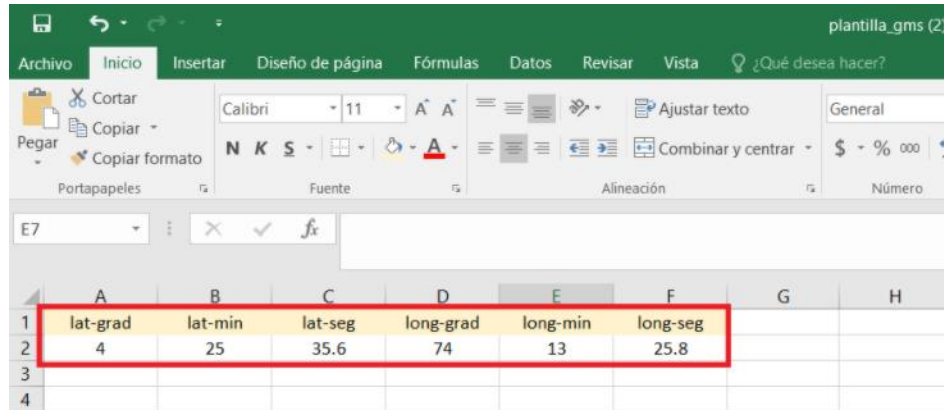 plantilla_gms (2)
Archivo Inicio Insertar Diseño de página Fórmulas Datos Revisar Vista ¿Qué desea hacer?
Cortar Calibri 11 A A Ajustar texto General
Copiar
Pegar Copiar formato N K S A Combinar y centrar $ % 000
Portapapeles Fuente Alineación Número
E7 fx
A B C D E F G H
1 lat-grad lat-min lat-seg long-grad long-min long-seg
2 4 25 35.6 74 13 25.8
3
4